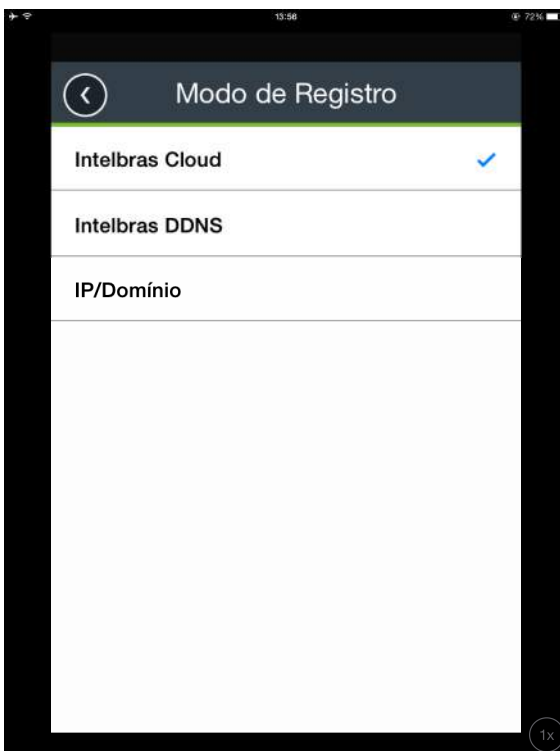 13:56
72%
Modo de Registro
Intelbras Cloud
Intelbras DDNS
IP/Domínio
1x